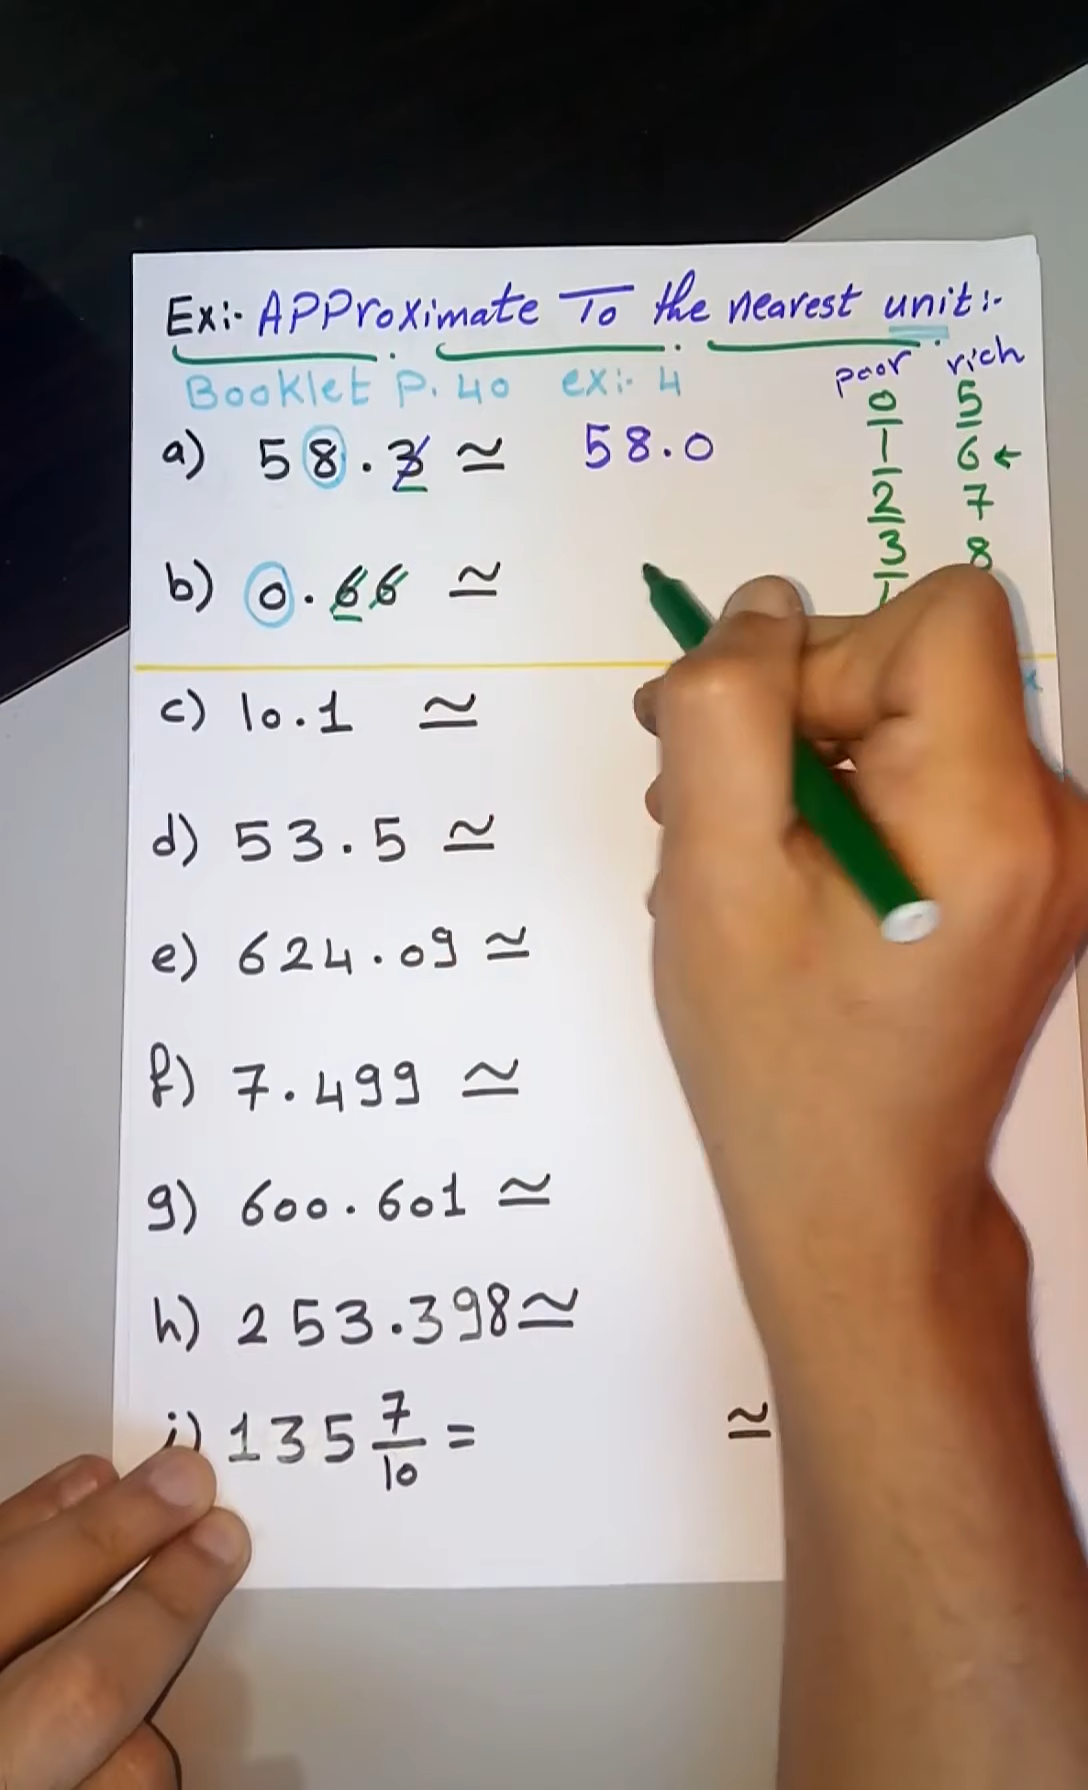 Ex:- APProximate To the nearest unit:-
Booklet P. 40 ex:- 4
poor rich
0 5
1 6 ←
2 7
3 8
a) 58.3 ≃ 58.0
b) 0.66 ≃
c) 10.1 ≃
d) 53.5 ≃
e) 624.09 ≃
f) 7.499 ≃
g) 600.601 ≃
h) 253.398 ≃
i) 135 7/10 = ≃